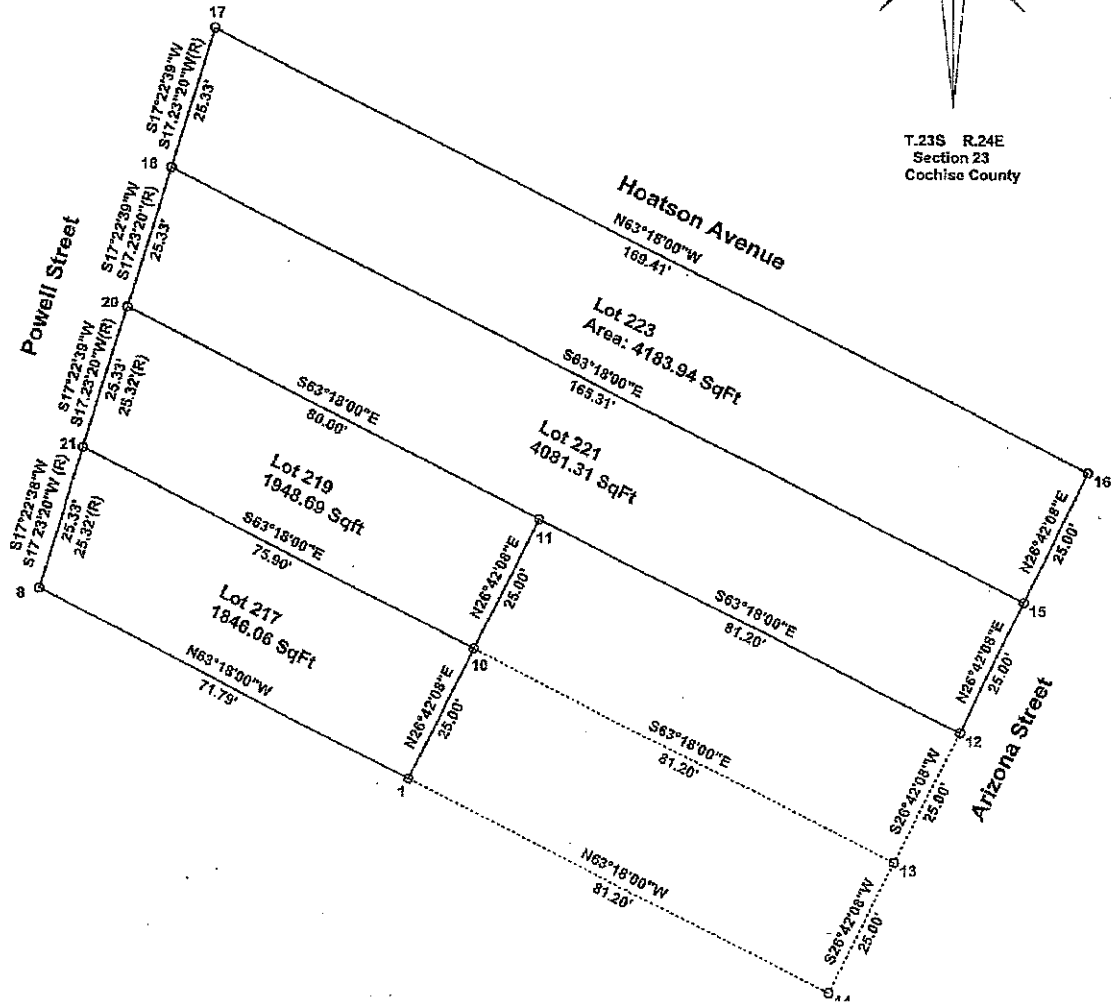 17
S17°22'39"W
S17.23'20"W(R)
25.33'
T.23S R.24E
Section 23
Cochise County
18
Hoatson Avenue
N63°18'00"W
169.41'
S17°22'39"W
S17.23'20"(R)
25.33'
Lot 223
Area: 4183.94 SqFt
S63°18'00"E
165.31'
Powell Street
20
S17°22'39"W
S17.23'20"W(R)
25.33'
25.32'(R)
S63°18'00"E
80.00'
Lot 221
4081.31 SqFt
21
Lot 219
1948.69 Sqft
S63°18'00"E
75.90'
16
N26°42'08"E
25.00'
11
N26°42'08"E
25.00'
S17°22'38"W
S17 23'20"W (R)
25.33'
25.32'(R)
8
Lot 217
1846.06 SqFt
N63°18'00"W
71.79'
S63°18'00"E
81.20'
15
N26°42'08"E
25.00'
10
N26°42'08"E
25.00'
12
S63°18'00"E
81.20'
S26°42'08"W
25.00'
Arizona Street
1
N63°18'00"W
81.20'
13
S26°42'08"W
25.00'